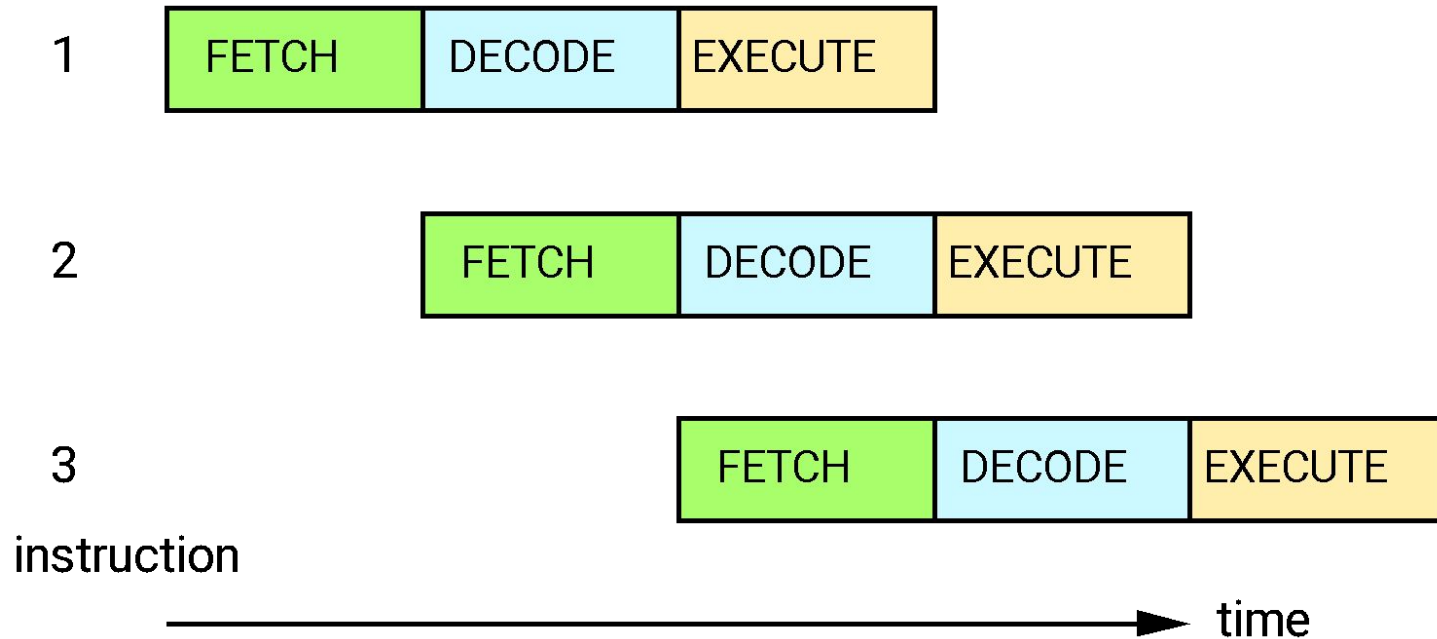 1 FETCH DECODE EXECUTE
2 FETCH DECODE EXECUTE
3 FETCH DECODE EXECUTE
instruction
time